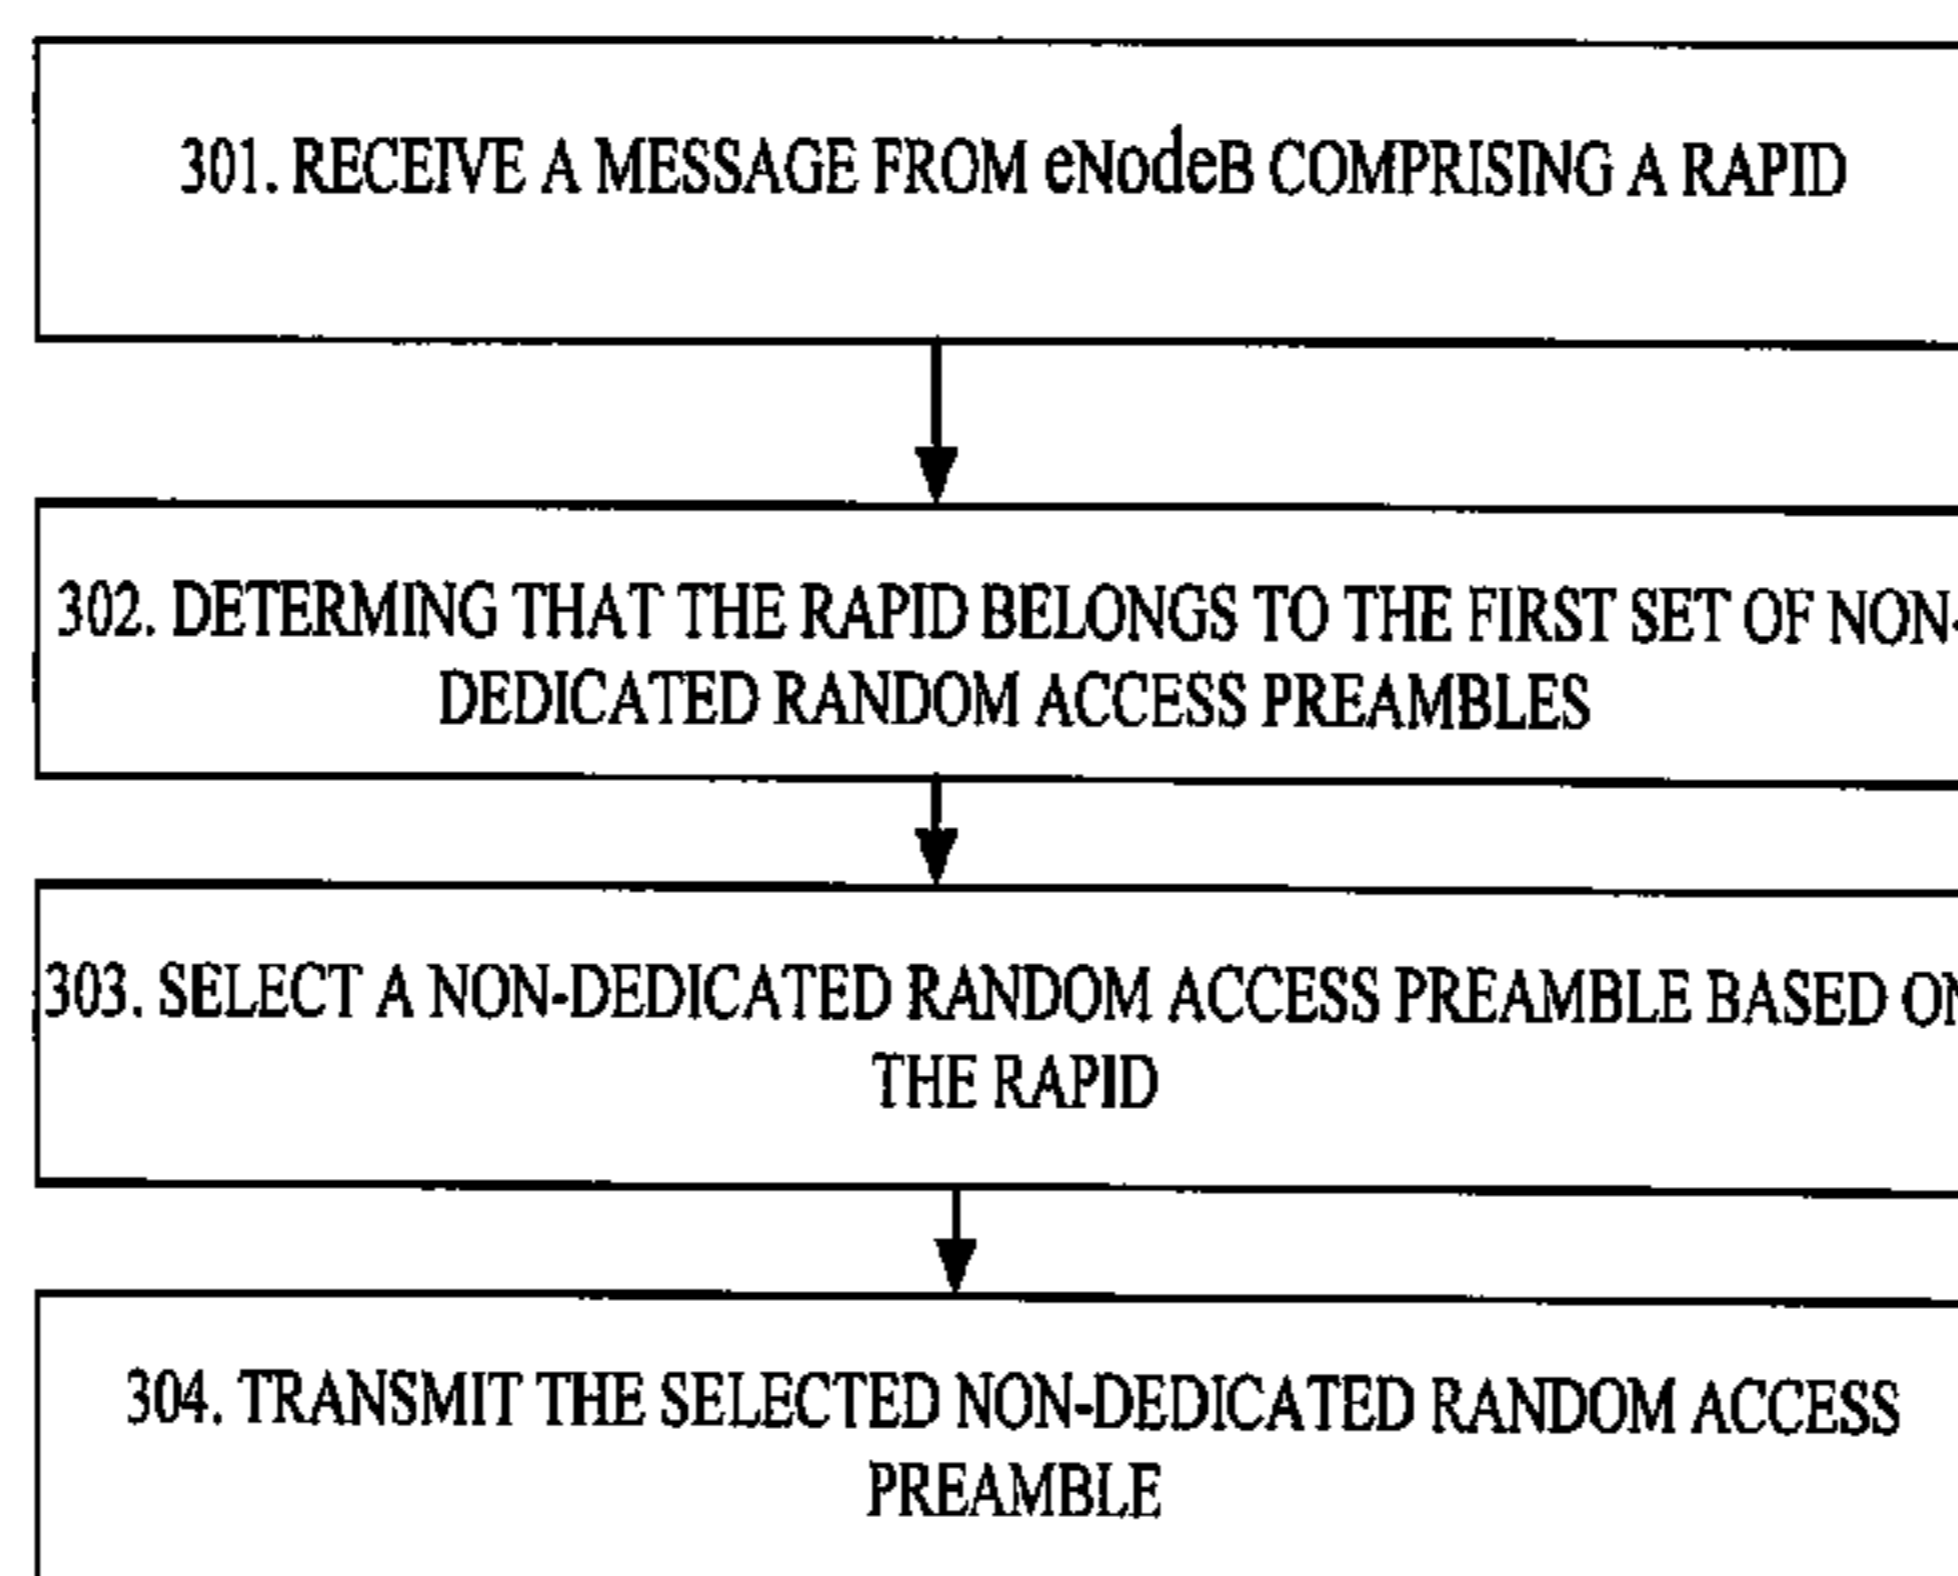 301. RECEIVE A MESSAGE FROM eNodeB COMPRISING A RAPID
302. DETERMING THAT THE RAPID BELONGS TO THE FIRST SET OF NON-
DEDICATED RANDOM ACCESS PREAMBLES
303. SELECT A NON-DEDICATED RANDOM ACCESS PREAMBLE BASED ON
THE RAPID
304. TRANSMIT THE SELECTED NON-DEDICATED RANDOM ACCESS
PREAMBLE